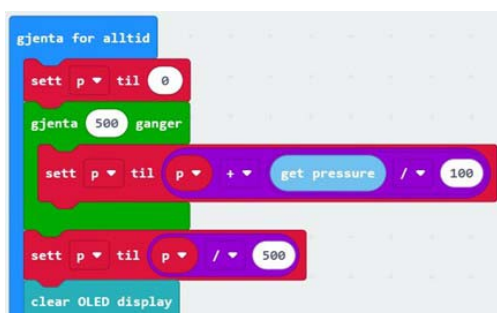 gjenta for alltid
sett p til 0
gjenta 500 ganger
sett p til p + get pressure / 100
sett p til p / 500
clear OLED display